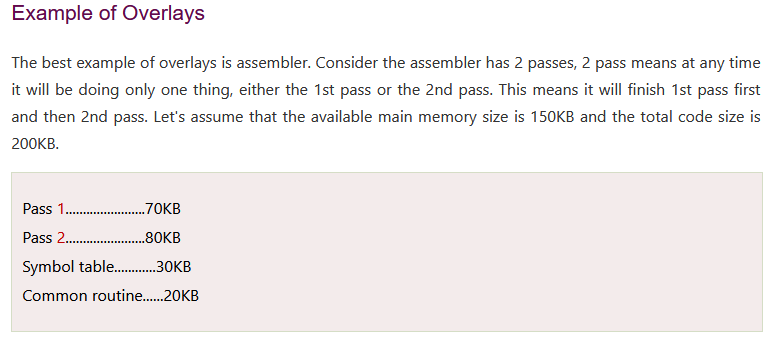 Example of Overlays
The best example of overlays is assembler. Consider the assembler has 2 passes, 2 pass means at any time
it will be doing only one thing, either the 1st pass or the 2nd pass. This means it will finish 1st pass first
and then 2nd pass. Let's assume that the available main memory size is 150KB and the total code size is
200KB.
Pass 1.......................70KB
Pass 2.......................80KB
Symbol table............30KB
Common routine......20KB